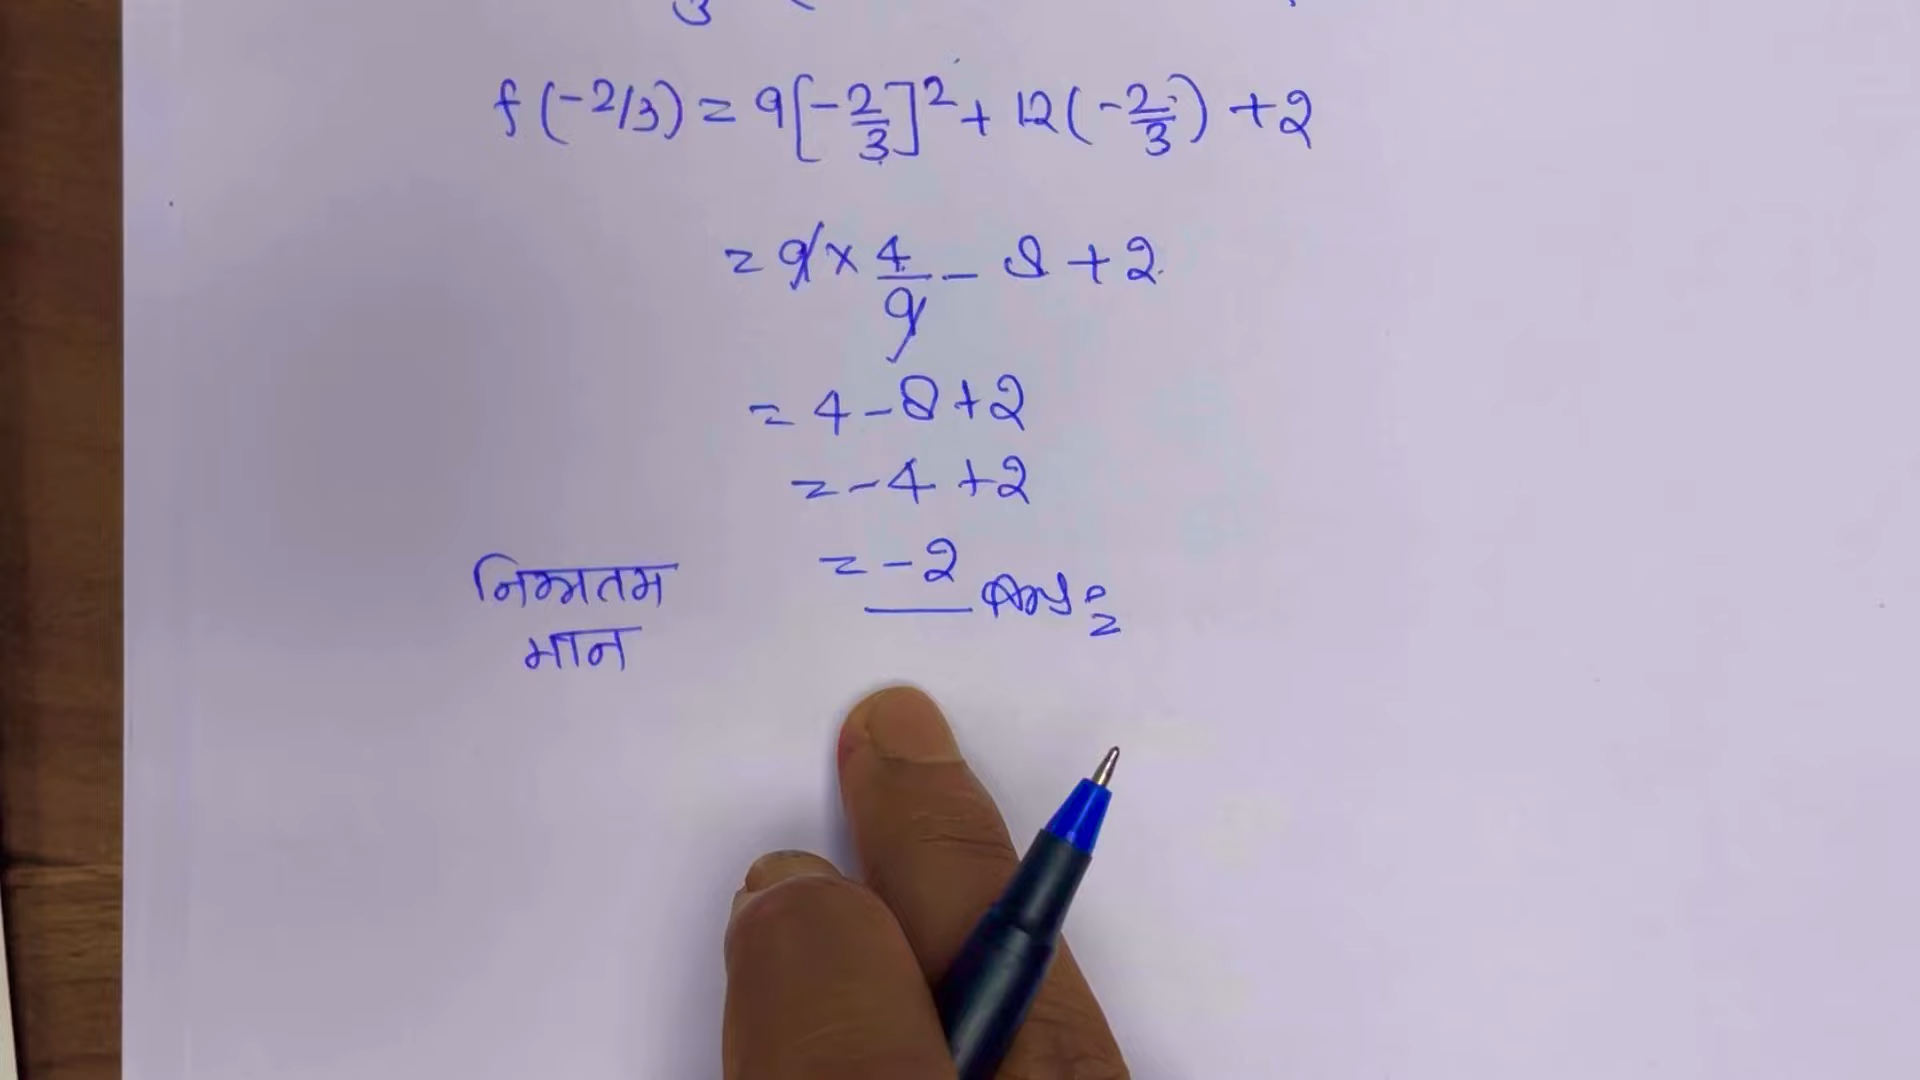 f(-2/3) = 9[-2/3]² + 12(-2/3) + 2
= 9 × 4/9 - 8 + 2
= 4 - 8 + 2
= -4 + 2
= -2 Ans
निम्नतम
मान